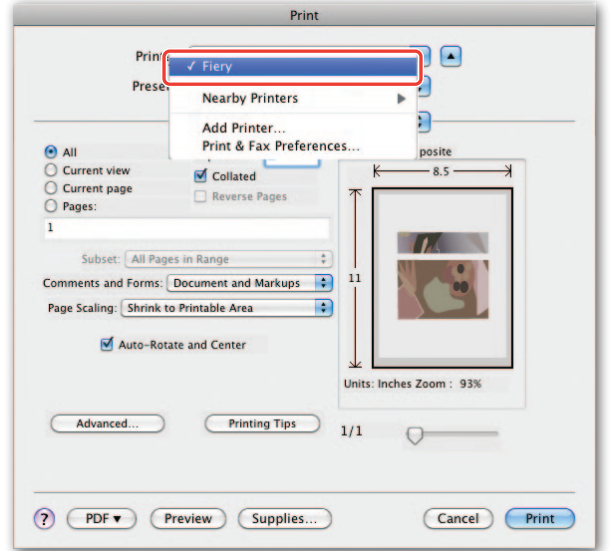 Print
Print
✓ Fiery
Prese
Nearby Printers
Add Printer...
Print & Fax Preferences...
All
posite
Current view
Collated
8.5
Current page
Reverse Pages
Pages:
1
Subset: All Pages in Range
11
Comments and Forms: Document and Markups
Page Scaling: Shrink to Printable Area
Auto-Rotate and Center
Units: Inches Zoom : 93%
Advanced...
Printing Tips
1/1
?
PDF ▼
Preview
Supplies...
Cancel
Print